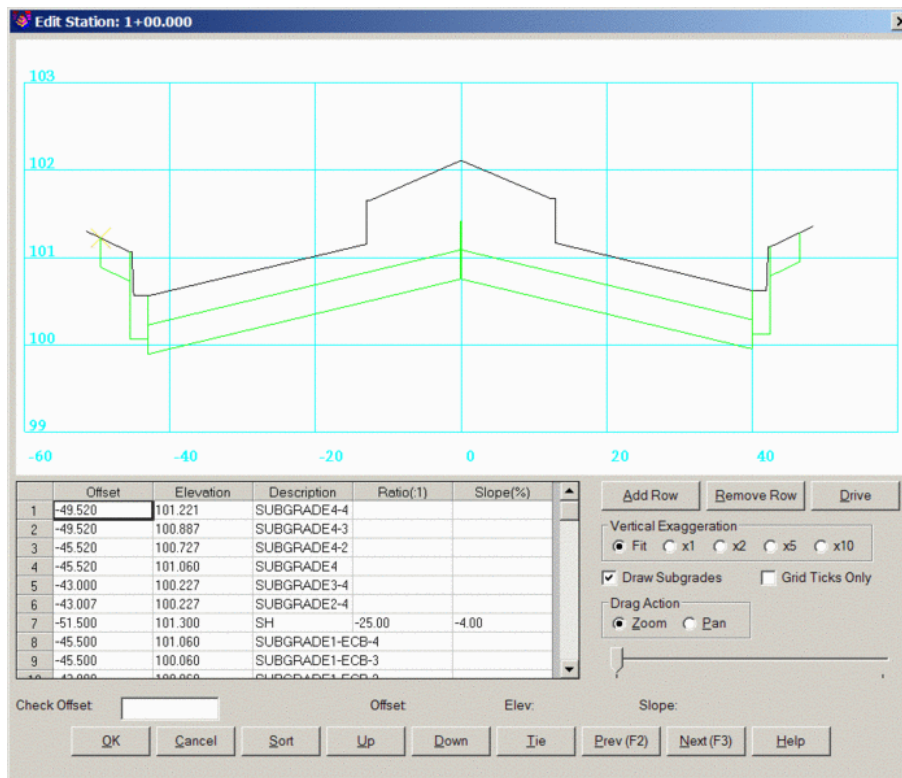 Edit Station: 1+00.000
103
102
101
100
99
-60 -40 -20 0 20 40
Offset Elevation Description Ratio(:1) Slope(%)
1 -49.520 101.221 SUBGRADE4-4
2 -49.520 100.887 SUBGRADE4-3
3 -45.520 100.727 SUBGRADE4-2
4 -45.520 101.060 SUBGRADE4
5 -43.000 100.227 SUBGRADE3-4
6 -43.007 100.227 SUBGRADE2-4
7 -51.500 101.300 SH -25.00 -4.00
8 -45.500 101.060 SUBGRADE1-ECB-4
9 -45.500 100.060 SUBGRADE1-ECB-3
Add Row Remove Row Drive
Vertical Exaggeration
Fit x1 x2 x5 x10
Draw Subgrades Grid Ticks Only
Drag Action
Zoom Pan
Check Offset: Offset: Elev: Slope:
OK Cancel Sort Up Down Tie Prev (F2) Next (F3) Help